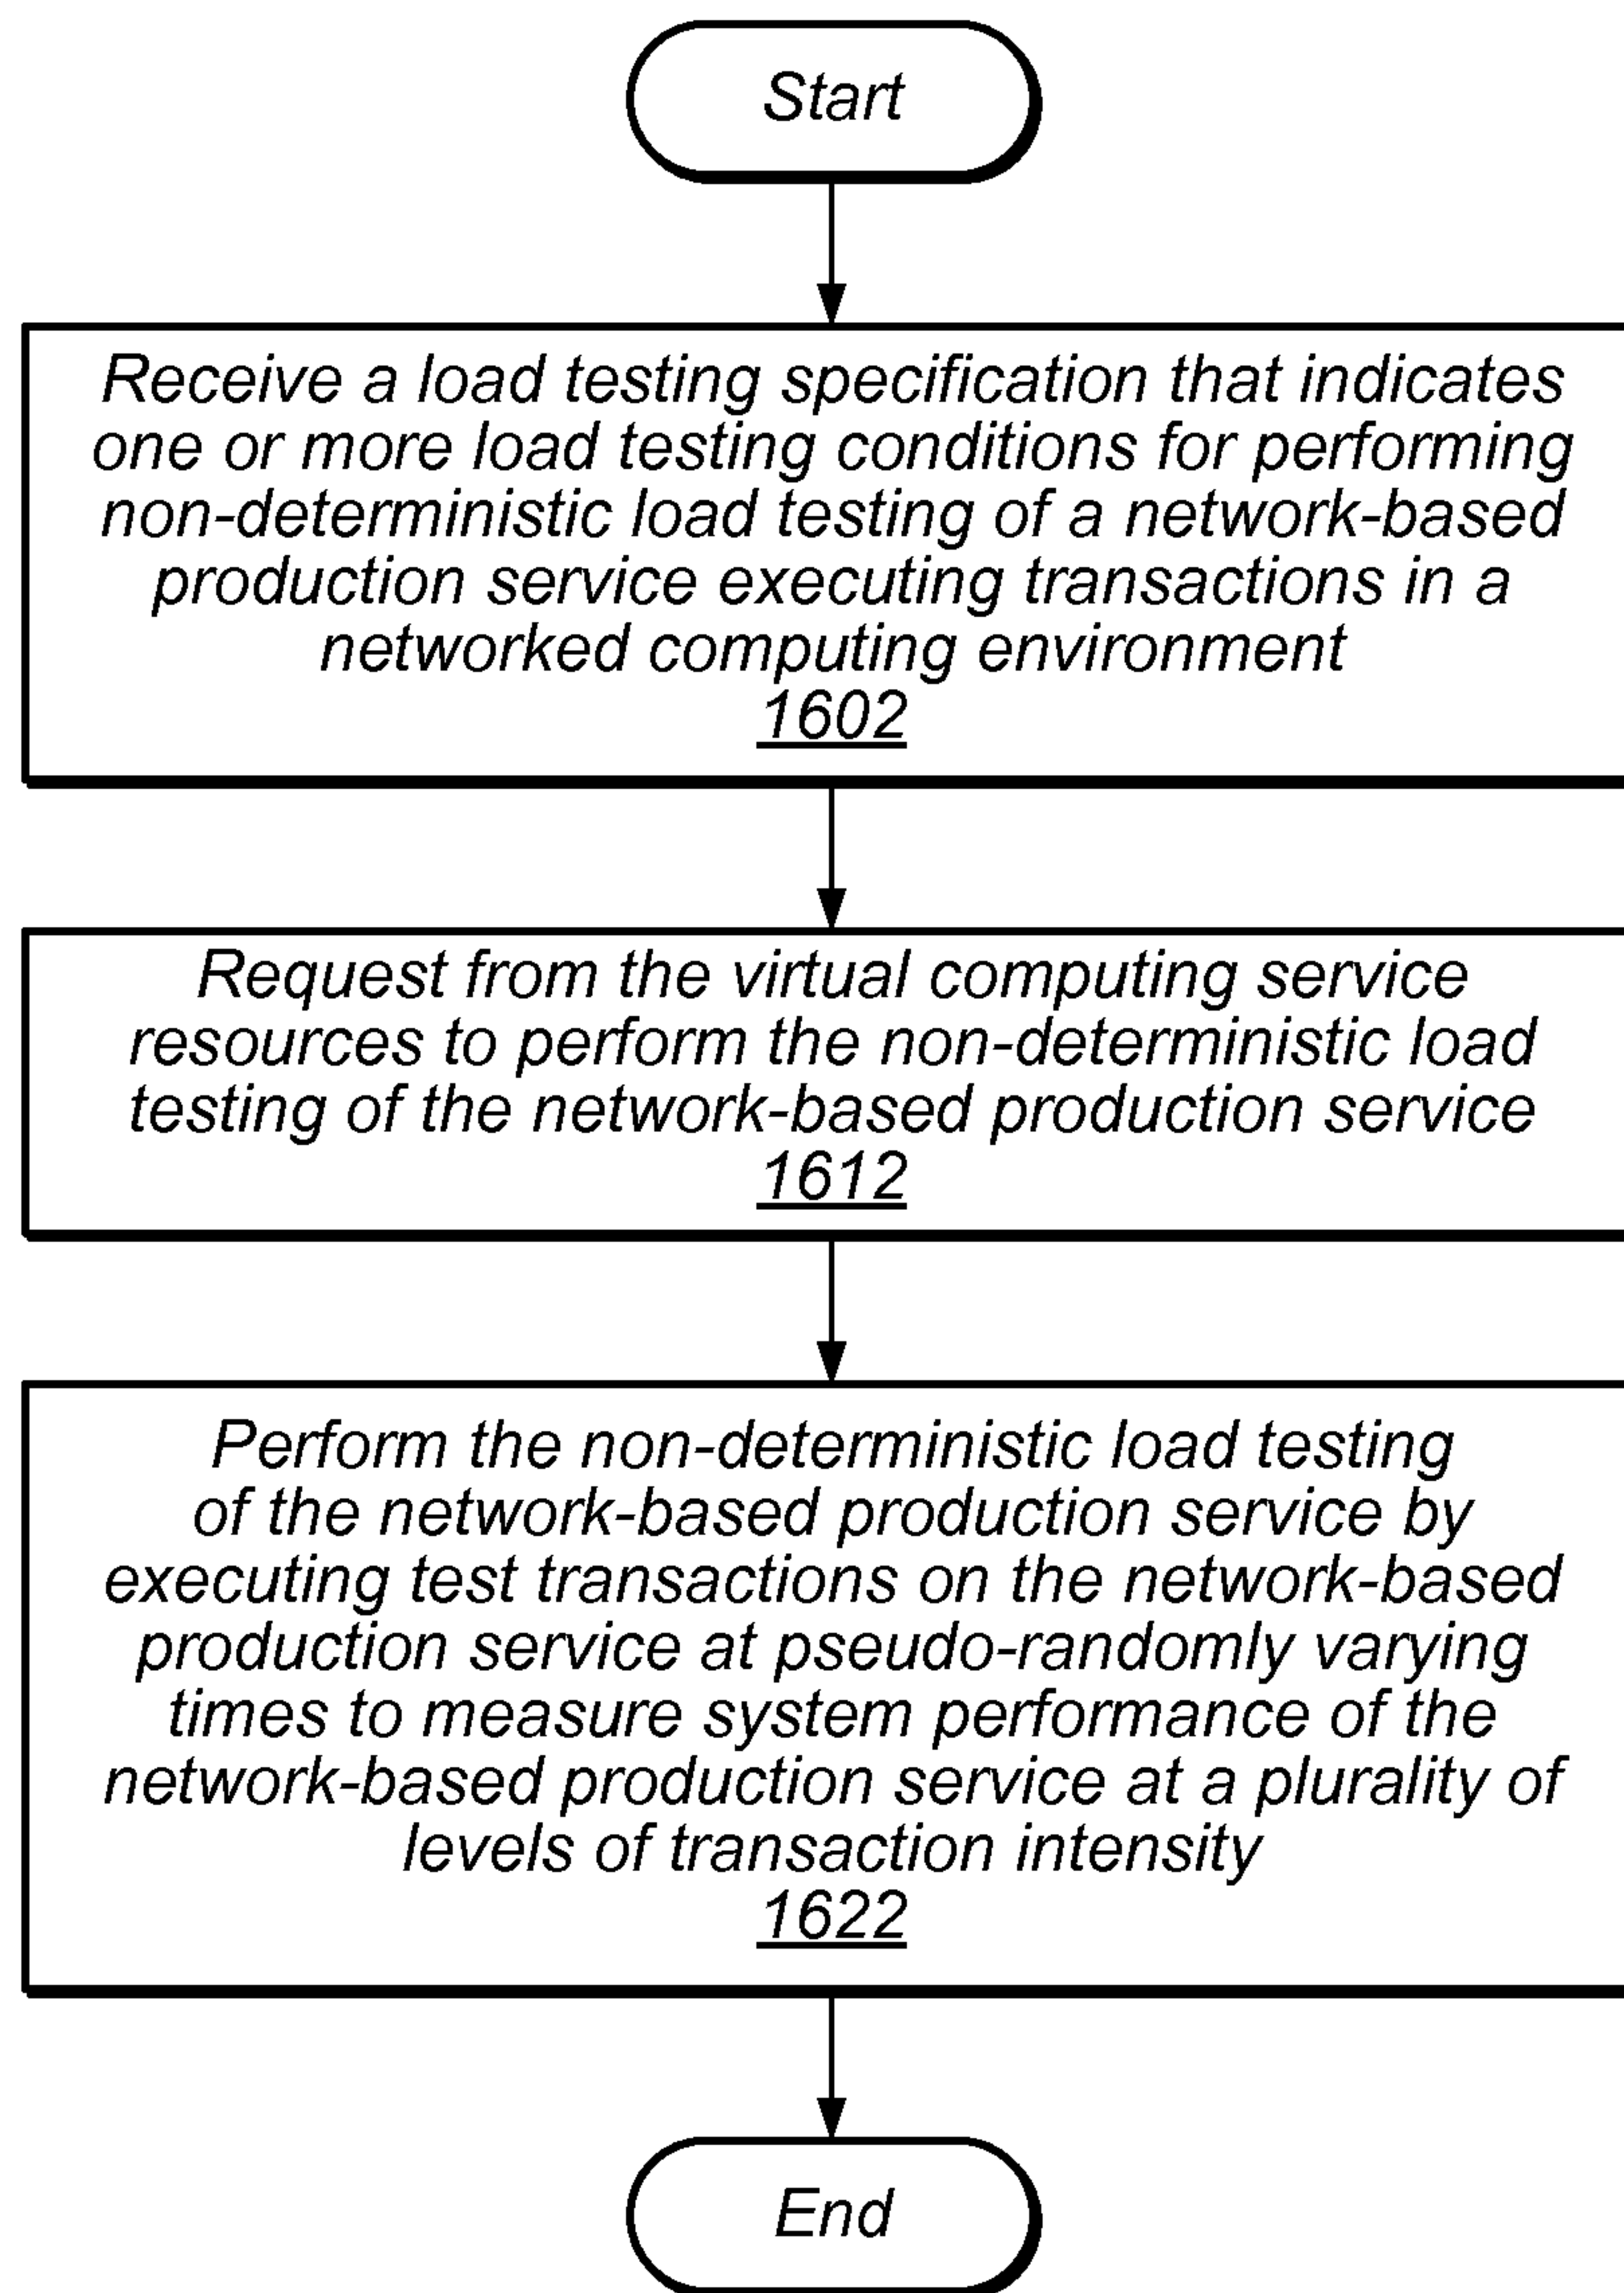 Start
Receive a load testing specification that indicates
one or more load testing conditions for performing
non-deterministic load testing of a network-based
production service executing transactions in a
networked computing environment
1602
Request from the virtual computing service
resources to perform the non-deterministic load
testing of the network-based production service
1612
Perform the non-deterministic load testing
of the network-based production service by
executing test transactions on the network-based
production service at pseudo-randomly varying
times to measure system performance of the
network-based production service at a plurality of
levels of transaction intensity
1622
End